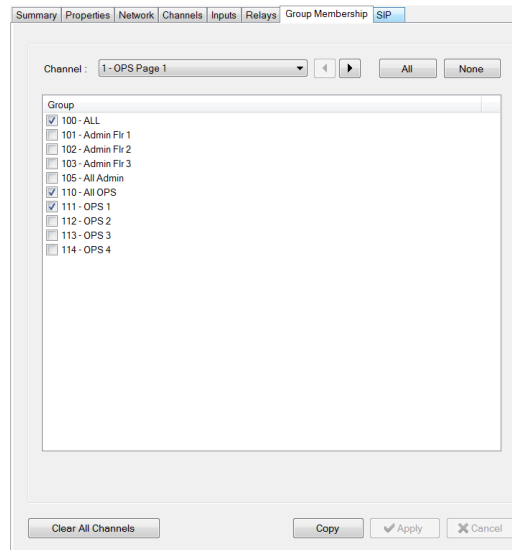 Summary Properties Network Channels Inputs Relays Group Membership SIP
Channel : 1 - OPS Page 1 All None
Group
100 - ALL
101 - Admin Flr 1
102 - Admin Flr 2
103 - Admin Flr 3
105 - All Admin
110 - All OPS
111 - OPS 1
112 - OPS 2
113 - OPS 3
114 - OPS 4
Clear All Channels Copy Apply Cancel